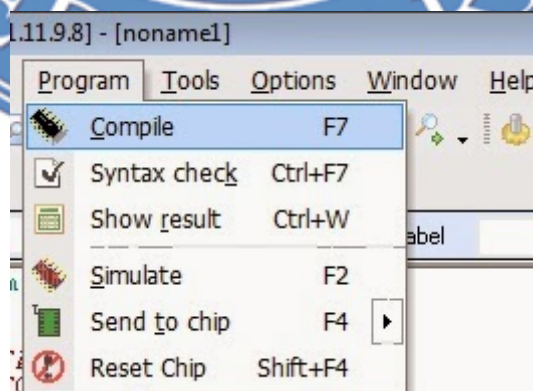 1.11.9.8] - [noname1]
Program Tools Options Window Help
Compile F7
Syntax check Ctrl+F7
Show result Ctrl+W
abel
Simulate F2
Send to chip F4
Reset Chip Shift+F4